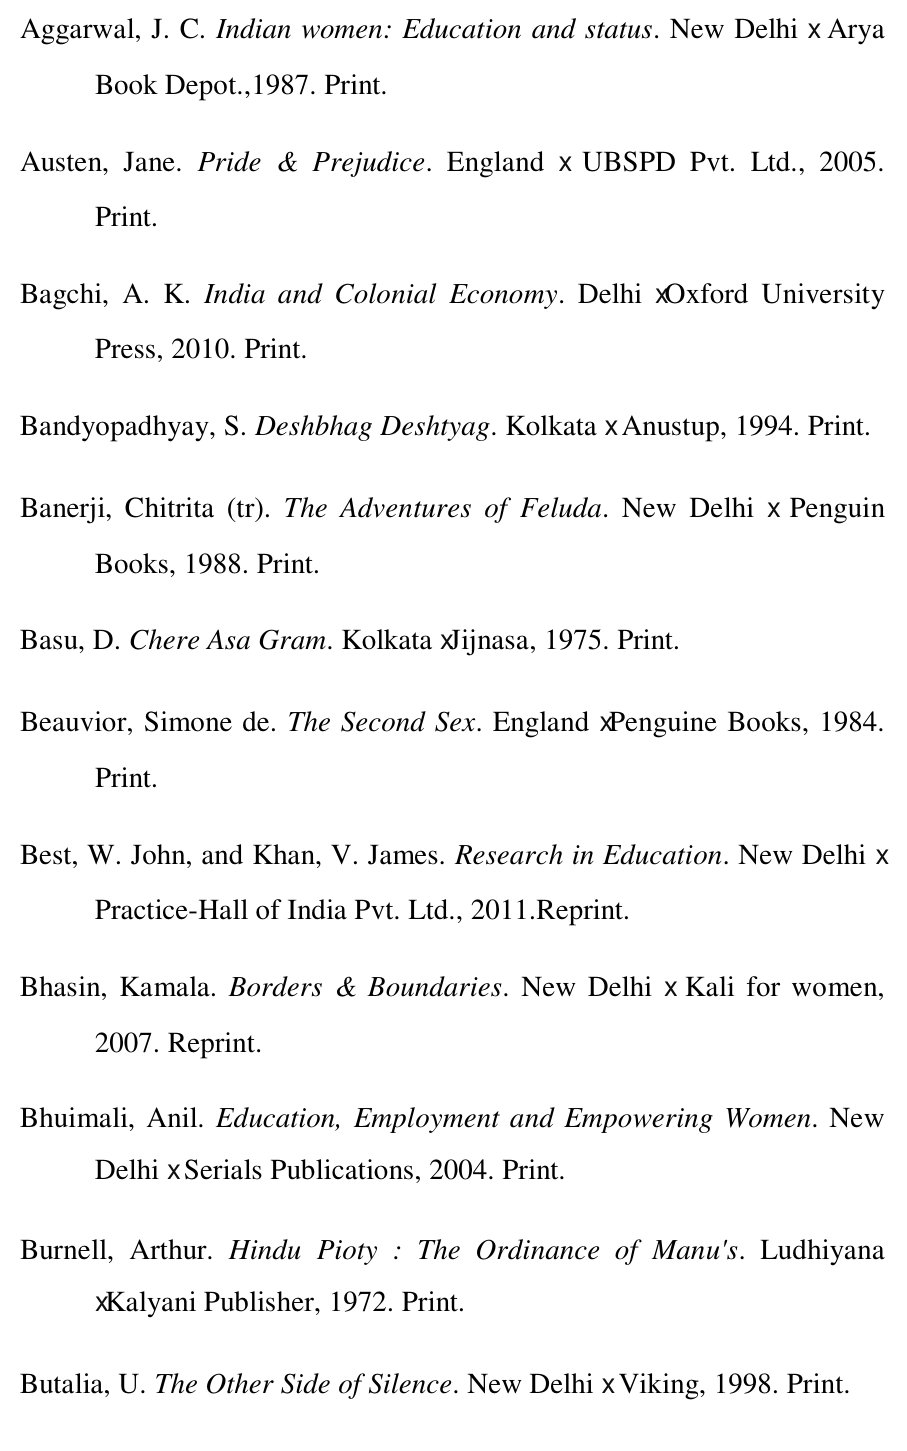 Aggarwal, J. C. Indian women: Education and status. New Delhi x Arya
Book Depot.,1987. Print.
Austen, Jane. Pride & Prejudice. England x UBSPD Pvt. Ltd., 2005.
Print.
Bagchi, A. K. India and Colonial Economy. Delhi xOxford University
Press, 2010. Print.
Bandyopadhyay, S. Deshbhag Deshtyag. Kolkata x Anustup, 1994. Print.
Banerji, Chitrita (tr). The Adventures of Feluda. New Delhi x Penguin
Books, 1988. Print.
Basu, D. Chere Asa Gram. Kolkata xJijnasa, 1975. Print.
Beauvior, Simone de. The Second Sex. England xPenguine Books, 1984.
Print.
Best, W. John, and Khan, V. James. Research in Education. New Delhi x
Practice-Hall of India Pvt. Ltd., 2011.Reprint.
Bhasin, Kamala. Borders & Boundaries. New Delhi x Kali for women,
2007. Reprint.
Bhuimali, Anil. Education, Employment and Empowering Women. New
Delhi x Serials Publications, 2004. Print.
Burnell, Arthur. Hindu Pioty : The Ordinance of Manu's. Ludhiyana
xKalyani Publisher, 1972. Print.
Butalia, U. The Other Side of Silence. New Delhi x Viking, 1998. Print.